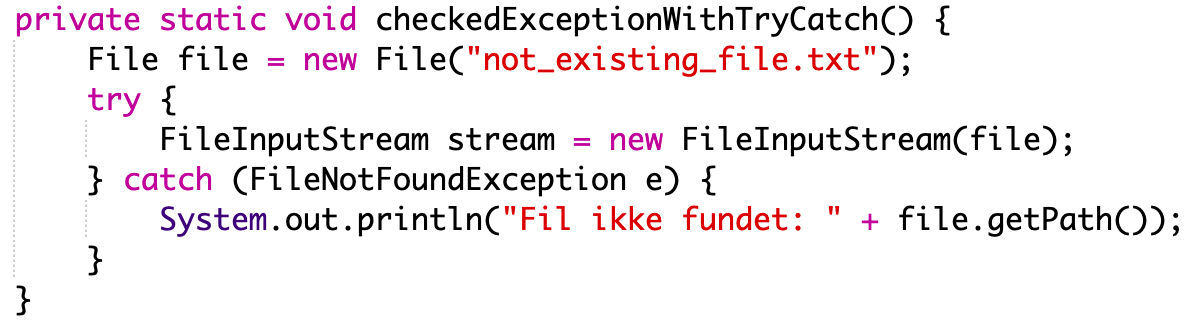 private static void checkedExceptionWithTryCatch() {
    File file = new File("not_existing_file.txt");
    try {
        FileInputStream stream = new FileInputStream(file);
    } catch (FileNotFoundException e) {
        System.out.println("Fil ikke fundet: " + file.getPath());
    }
}